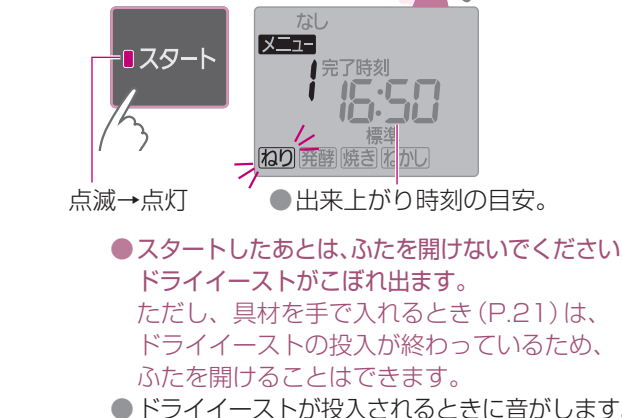 なし
メニュー
スタート
1 完了時刻
16:50
標準
ねり 発酵 焼き ねかし
点滅→点灯
●出来上がり時刻の目安。
●スタートしたあとは、ふたを開けないでください
ドライイーストがこぼれ出ます。
ただし、具材を手で入れるとき(P.21)は、
ドライイーストの投入が終わっているため、
ふたを開けることはできます。
●ドライイーストが投入されるときに音がします。